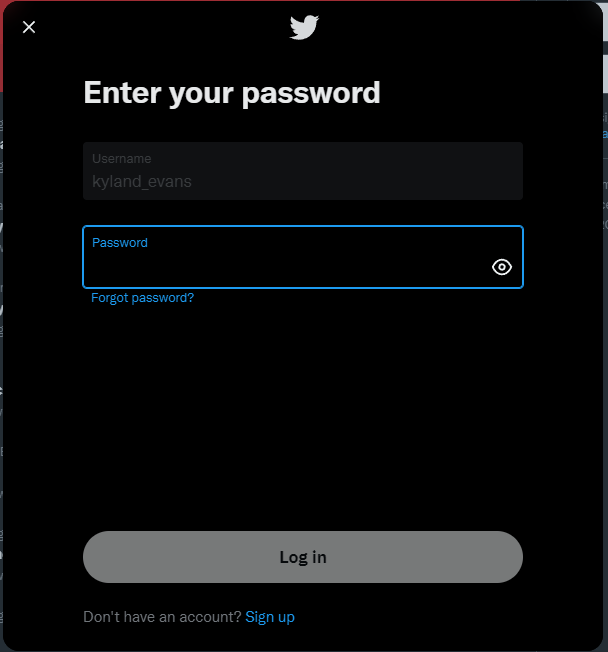 Enter your password
Username
kyland_evans
Password
Forgot password?
Log in
Don't have an account? Sign up